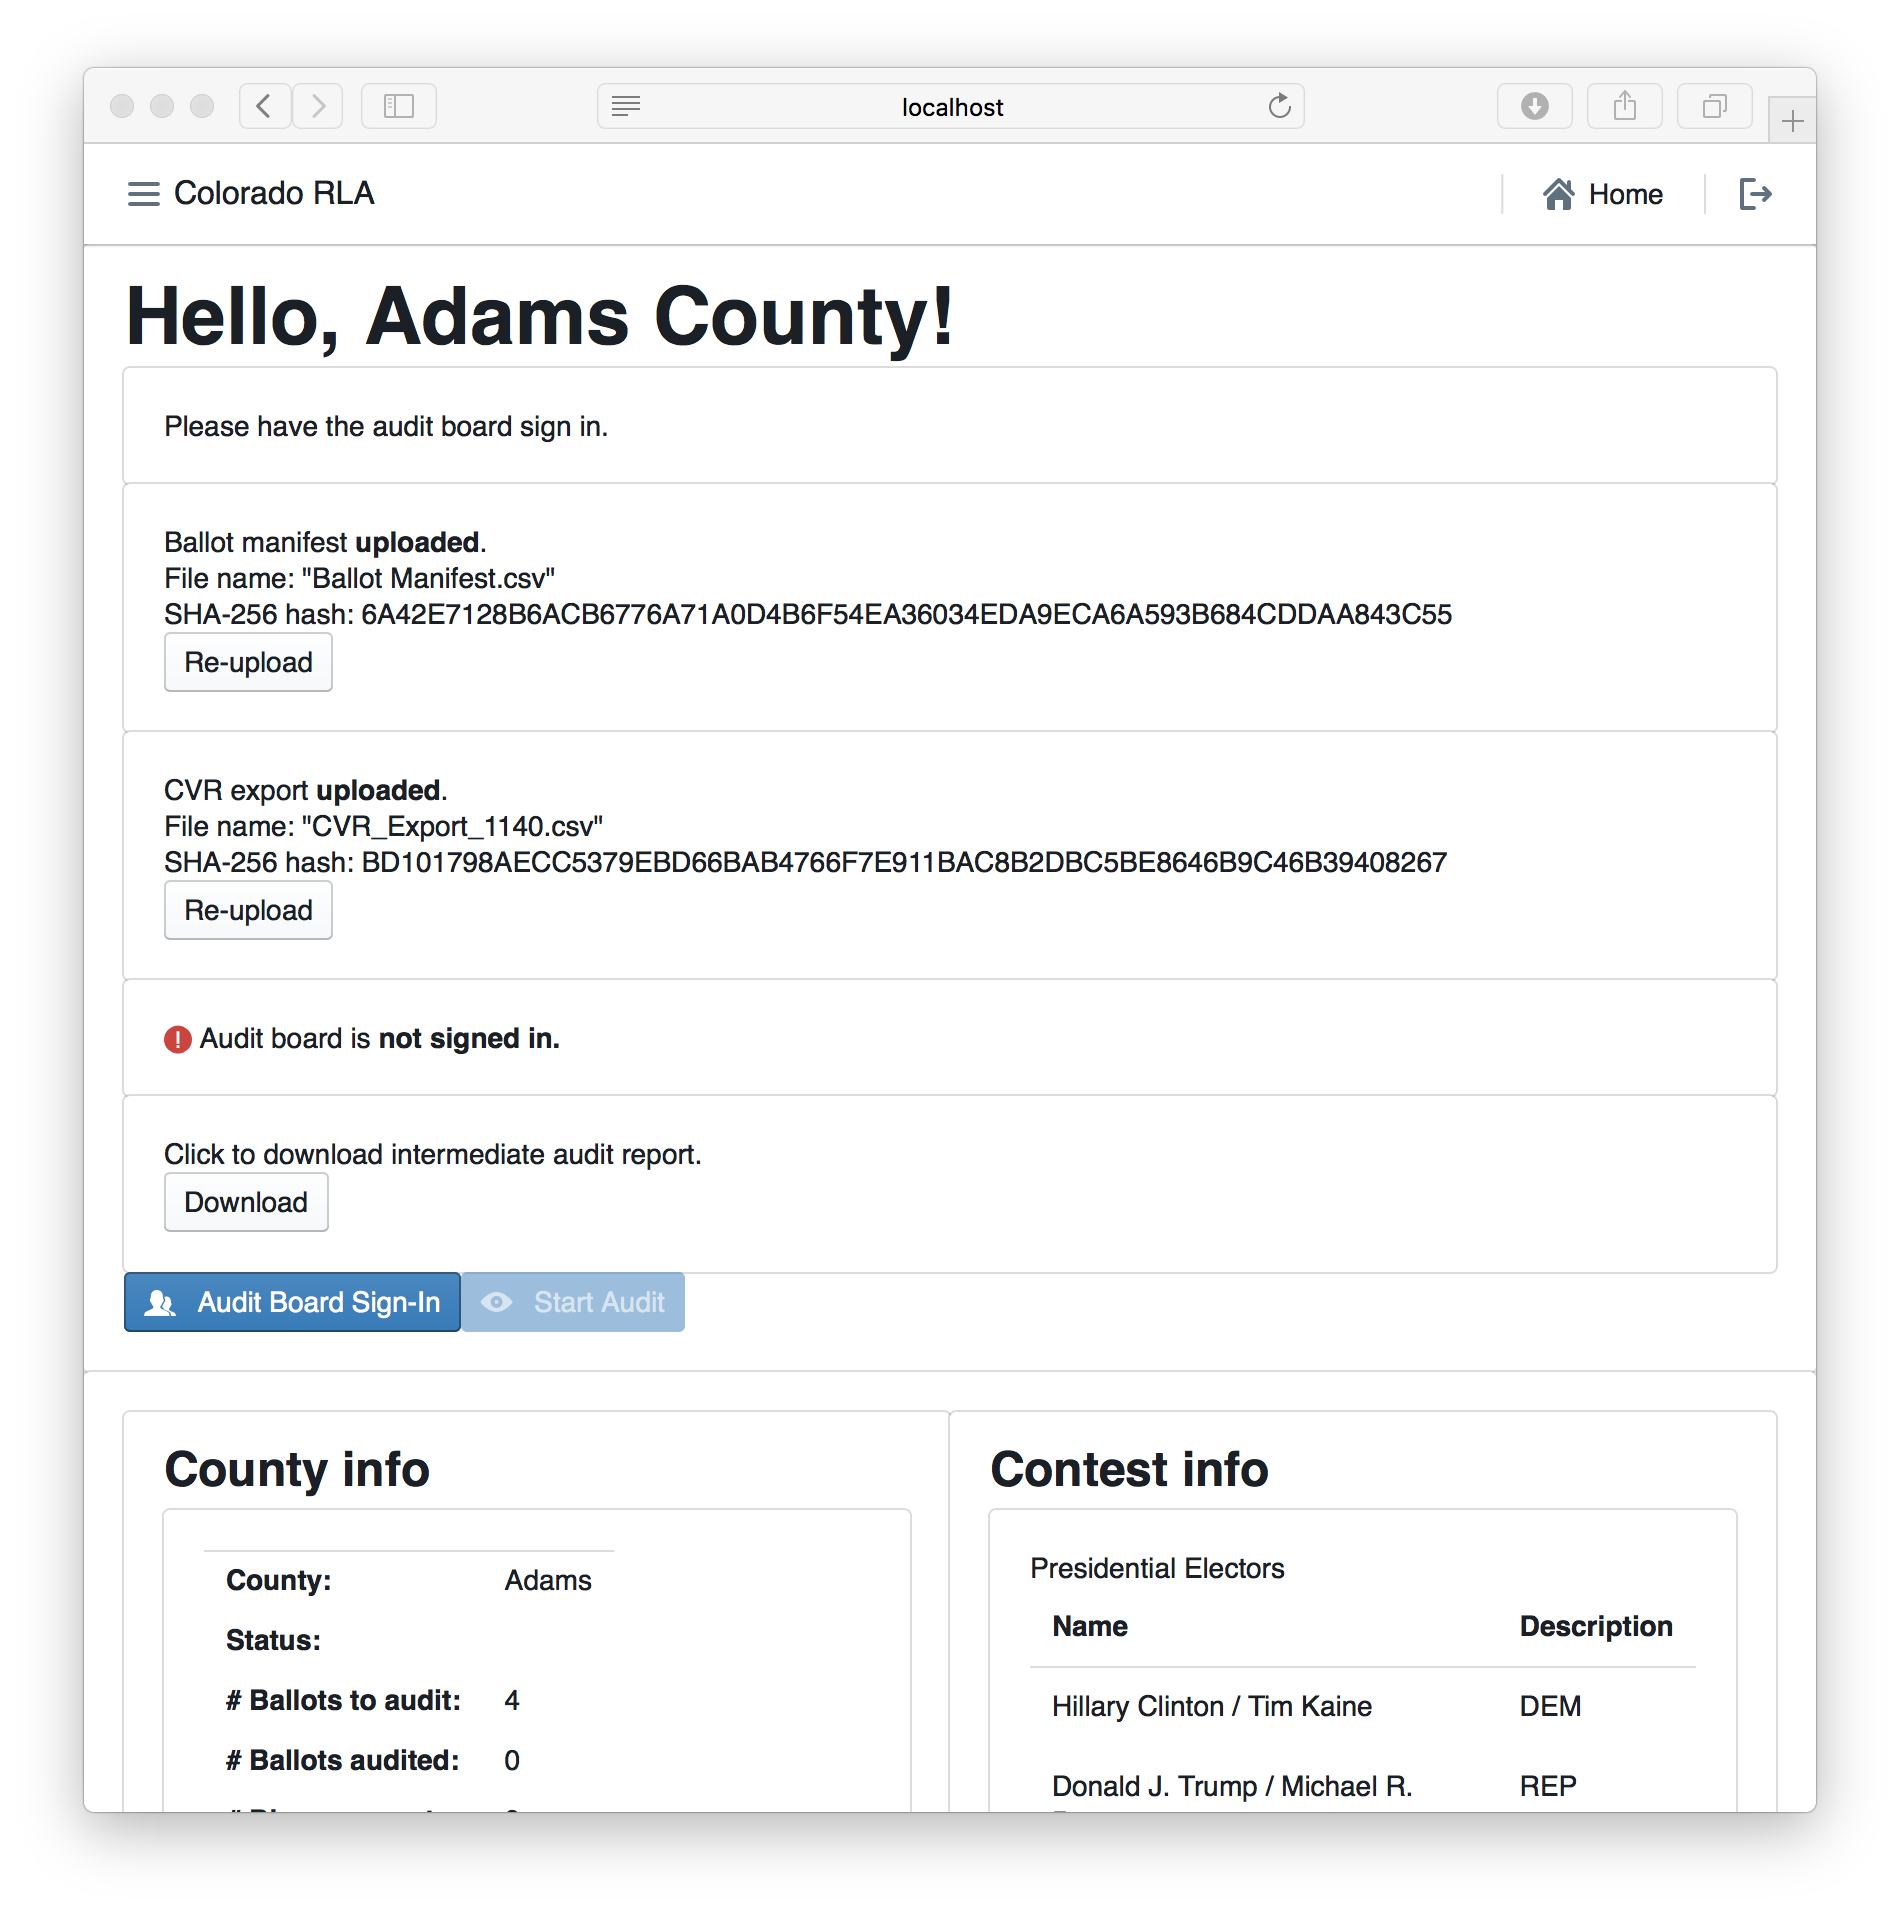 localhost
Colorado RLA
Home
Hello, Adams County!
Please have the audit board sign in.
Ballot manifest uploaded.
File name: "Ballot Manifest.csv"
SHA-256 hash: 6A42E7128B6ACB6776A71A0D4B6F54EA36034EDA9ECA6A593B684CDDAA843C55
Re-upload
CVR export uploaded.
File name: "CVR_Export_1140.csv"
SHA-256 hash: BD101798AECC5379EBD66BAB4766F7E911BAC8B2DBC5BE8646B9C46B39408267
Re-upload
Audit board is not signed in.
Click to download intermediate audit report.
Download
Audit Board Sign-In
Start Audit
County info
County: Adams
Status:
# Ballots to audit: 4
# Ballots audited: 0
Contest info
Presidential Electors
Name Description
Hillary Clinton / Tim Kaine DEM
Donald J. Trump / Michael R. REP